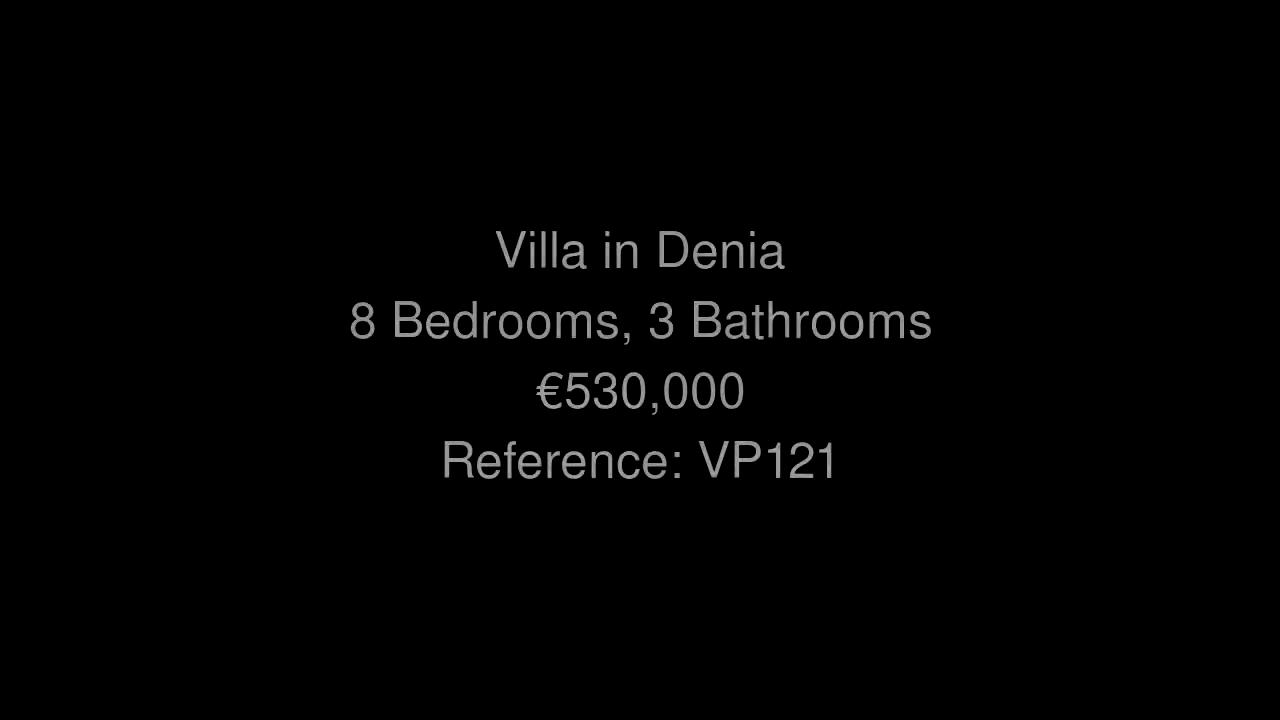 Villa in Denia
8 Bedrooms, 3 Bathrooms
€530,000
Reference: VP121